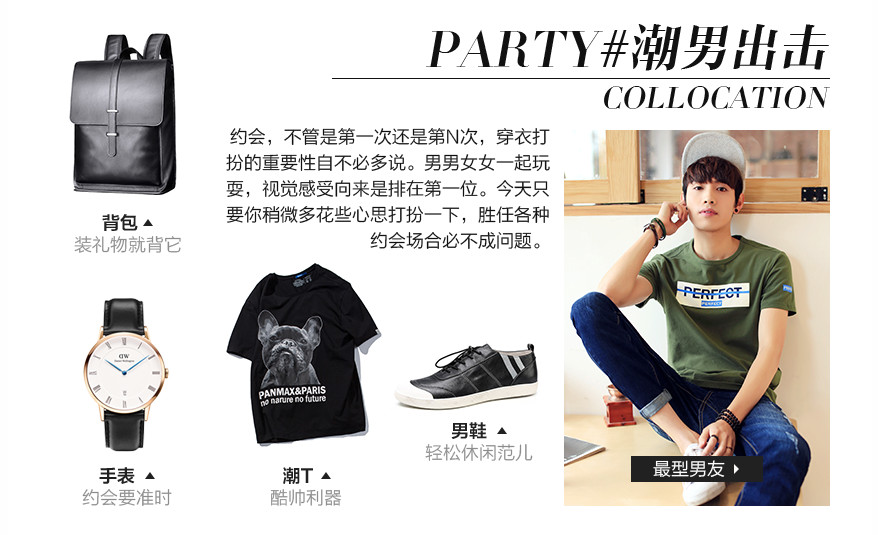 PARTY#潮男出击
COLLOCATION
约会，不管是第一次还是第N次，穿衣打
扮的重要性自不必多说。男男女女一起玩
耍，视觉感受向来是排在第一位。今天只
要你稍微多花些心思打扮一下，胜任各种
约会场合必不成问题。
背包
装礼物就背它
DW
Daniel Wellington
手表
约会要准时
PANMAX&PARIS
no narure no future
潮T
酷帅利器
男鞋
轻松休闲范儿
PERFECT
PERFECT
最型男友